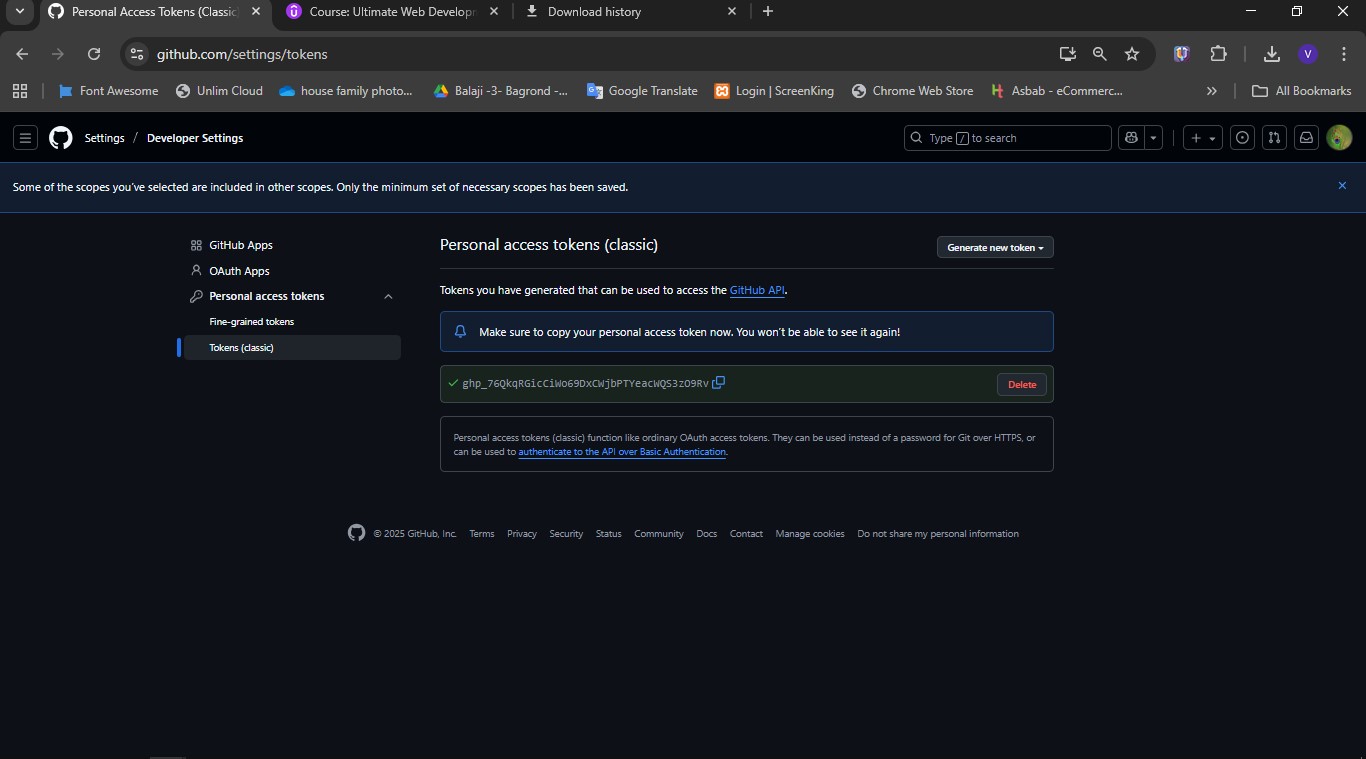 Personal Access Tokens (Classic
Course: Ultimate Web Develop
Download history
github.com/settings/tokens
V
Font Awesome
Unlim Cloud
house family photo...
Balaji -3- Bagrond -...
Google Translate
Login | ScreenKing
Chrome Web Store
Asbab - eCommerc...
All Bookmarks
Settings / Developer Settings
Type / to search
Some of the scopes you've selected are included in other scopes. Only the minimum set of necessary scopes has been saved.
GitHub Apps
OAuth Apps
Personal access tokens
Fine-grained tokens
Tokens (classic)
Personal access tokens (classic)
Generate new token
Tokens you have generated that can be used to access the GitHub API.
Make sure to copy your personal access token now. You won't be able to see it again!
Delete
Personal access tokens (classic) function like ordinary OAuth access tokens. They can be used instead of a password for Git over HTTPS, or
can be used to authenticate to the API over Basic Authentication.
© 2025 GitHub, Inc.
Terms
Privacy
Security
Status
Community
Docs
Contact
Manage cookies
Do not share my personal information